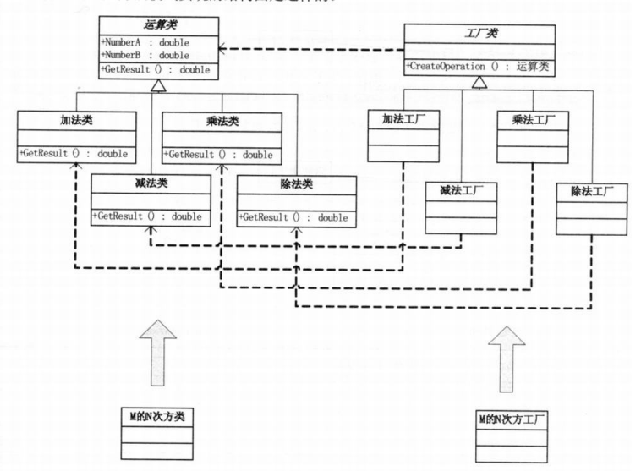 运算类
+NumberA : double
+NumberB : double
+GetResult () : double
工厂类
+CreateOperation () : 运算类
加法类
+GetResult () : double
乘法类
+GetResult () : double
加法工厂
乘法工厂
减法类
+GetResult () : double
除法类
+GetResult () : double
减法工厂
除法工厂
M的N次方类
M的N次方工厂